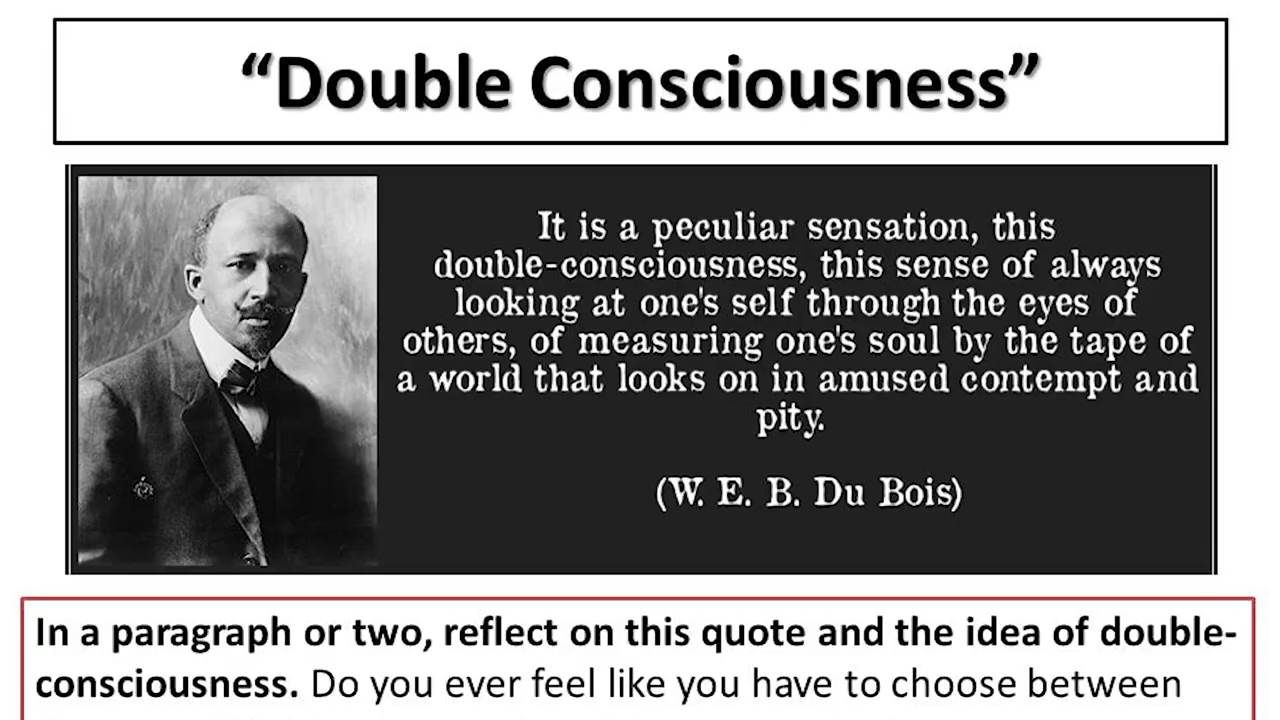 “Double Consciousness”
It is a peculiar sensation, this
double-consciousness, this sense of always
looking at one's self through the eyes of
others, of measuring one's soul by the tape of
a world that looks on in amused contempt and
pity.
(W. E. B. Du Bois)
In a paragraph or two, reflect on this quote and the idea of double-
consciousness. Do you ever feel like you have to choose between